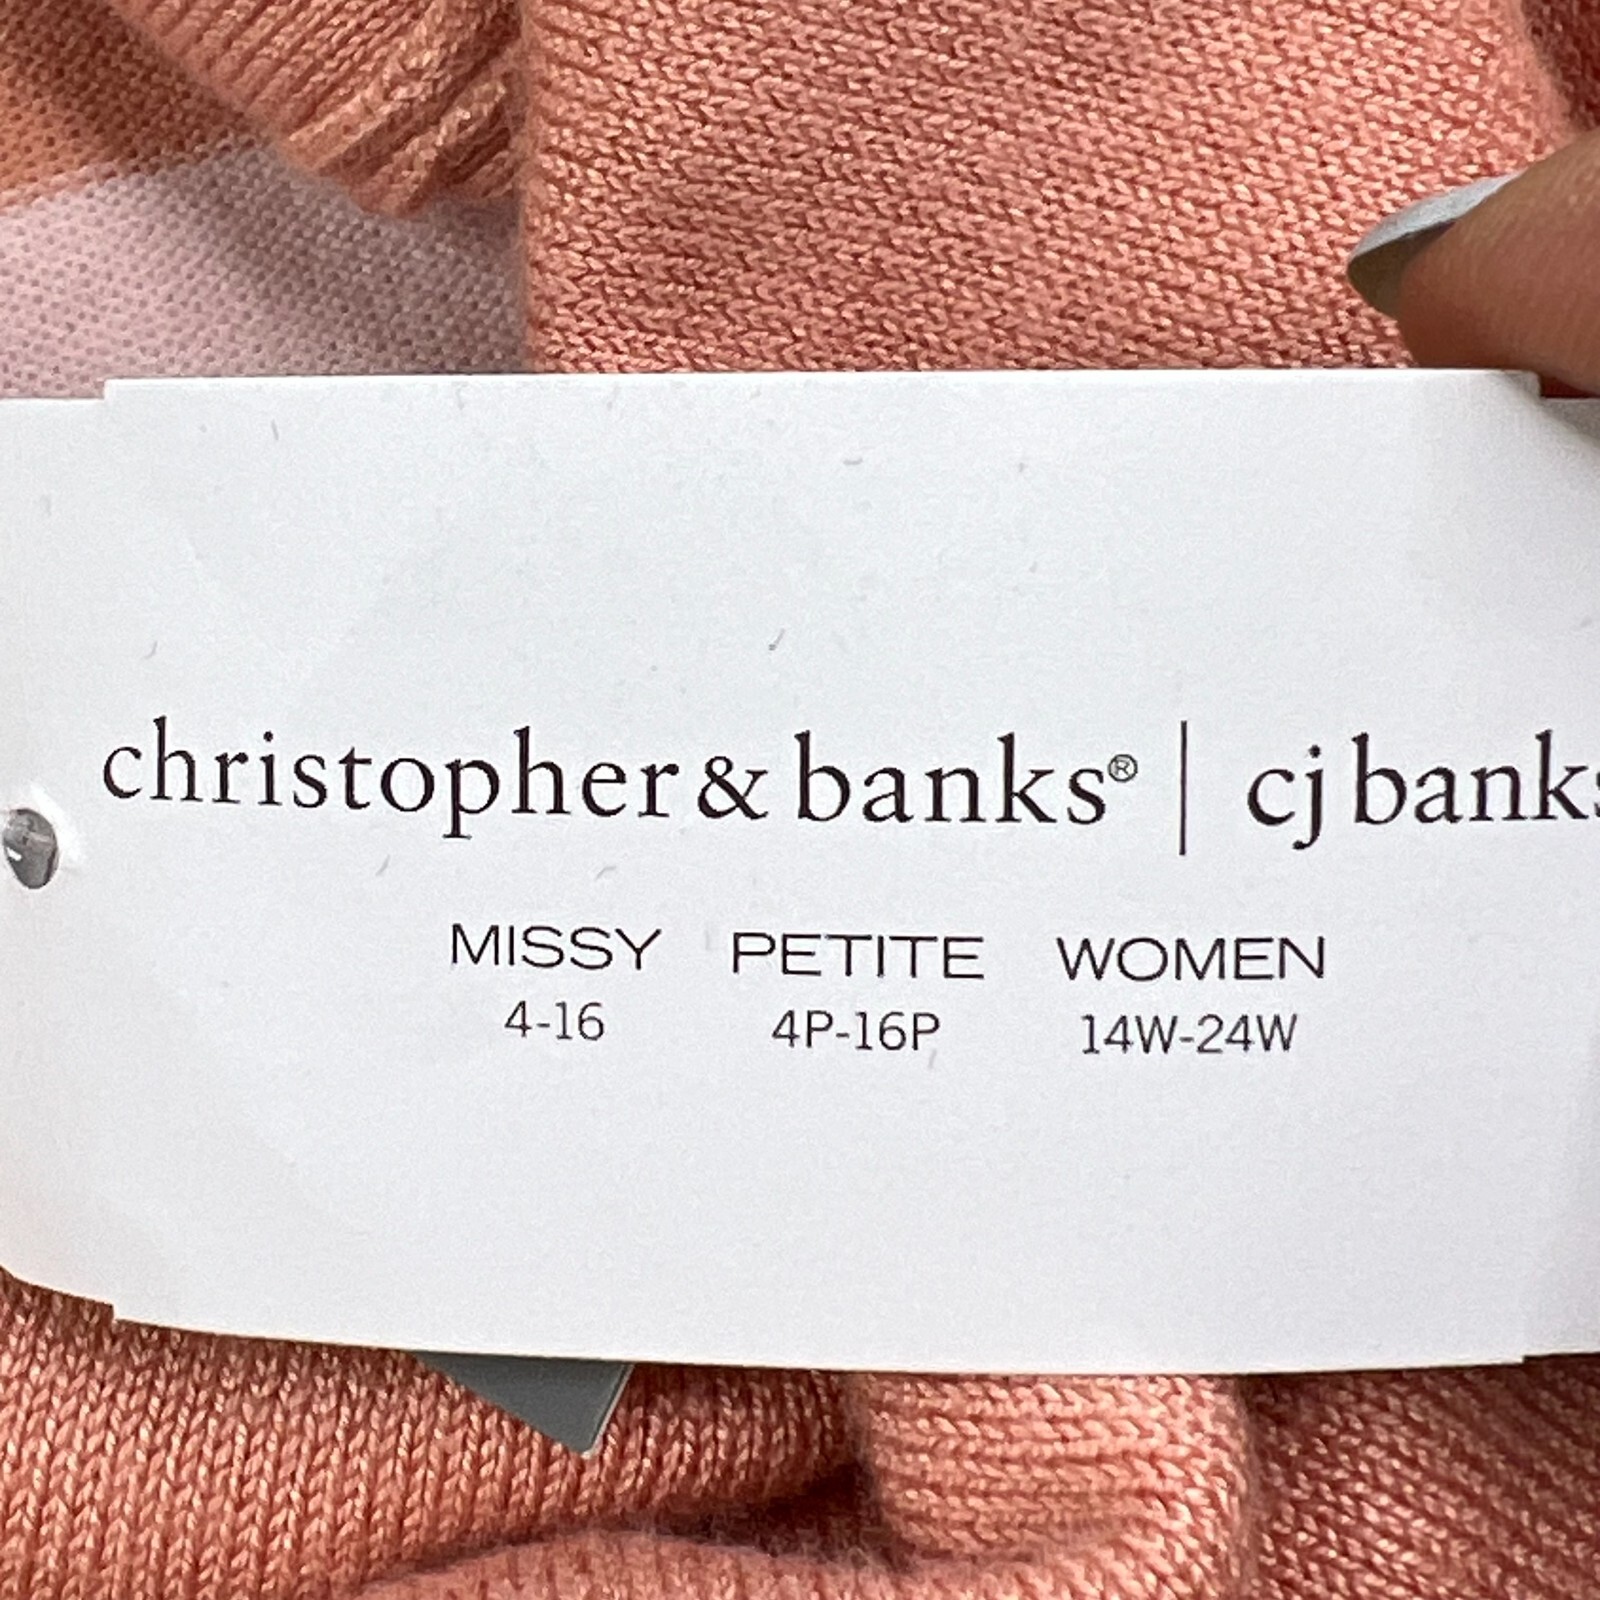 christopher & banks® | cj banks
MISSY PETITE WOMEN
4-16 4P-16P 14W-24W